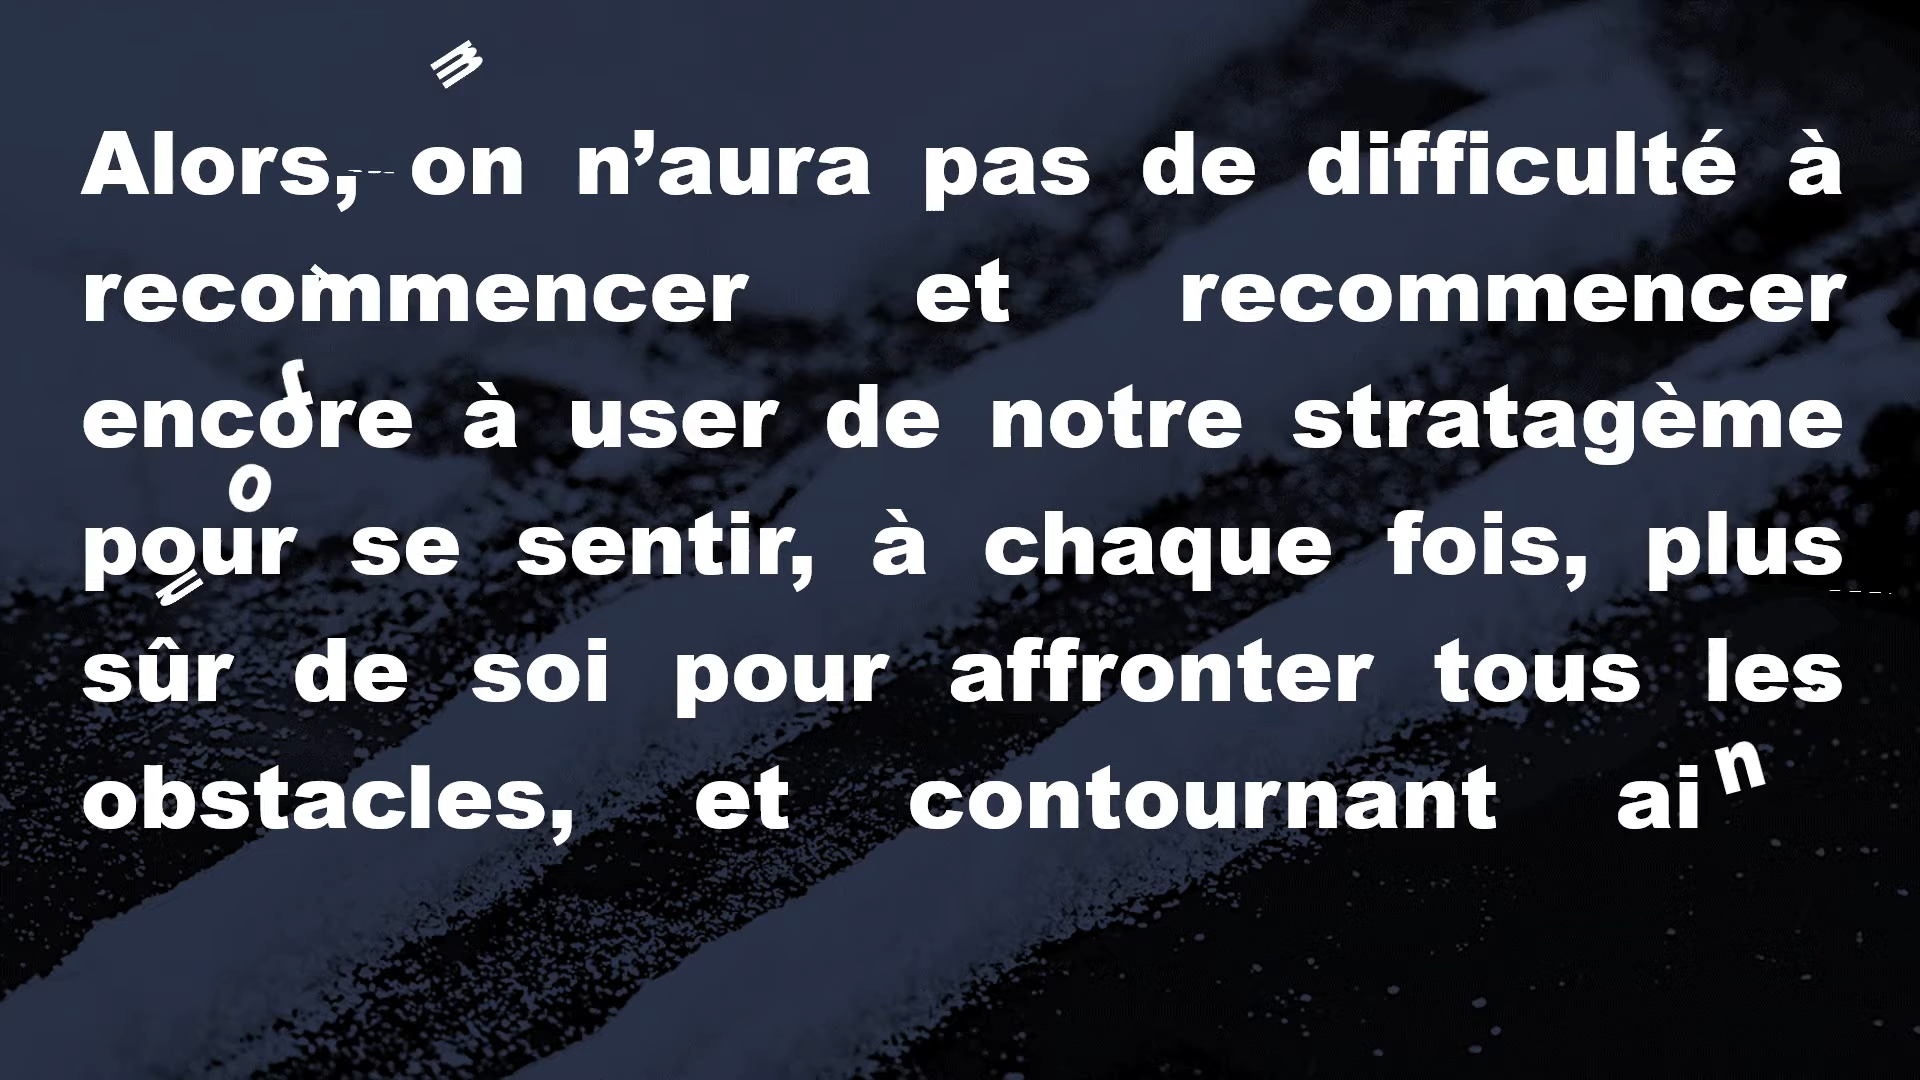 Alors, on n’aura pas de difficulté à
recommencer et recommencer
encore à user de notre stratagème
pour se sentir, à chaque fois, plus
sûr de soi pour affronter tous les
obstacles, et contournant ain